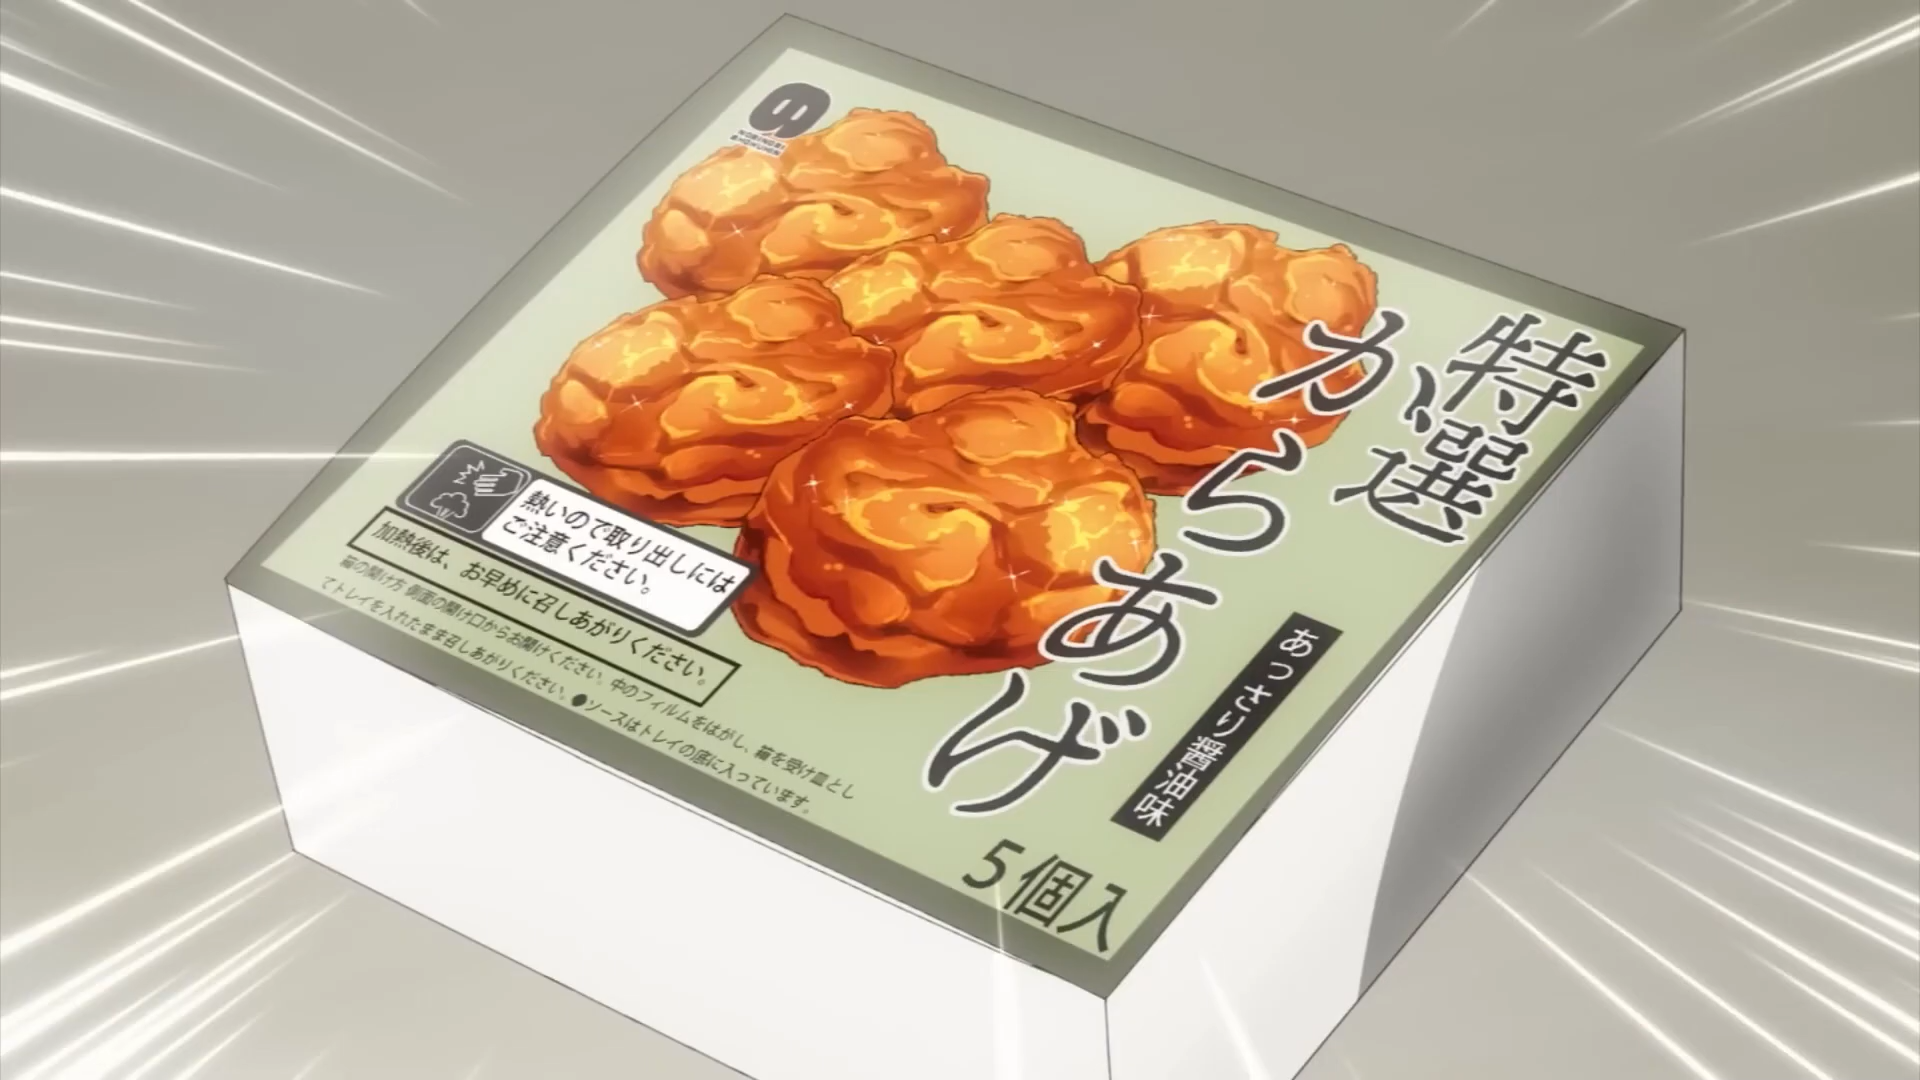 特選
からあげ
あっさり醤油味
5個入
熱いので取り出しには
ご注意ください。
加熱後は、お早めに召しあがりください。
箱の開け方 側面の開け口からお開けください。中のフィルムをはがし、箱を受け皿とし
てトレイを入れたまま召しあがりください。●ソースはトレイの底に入っています。